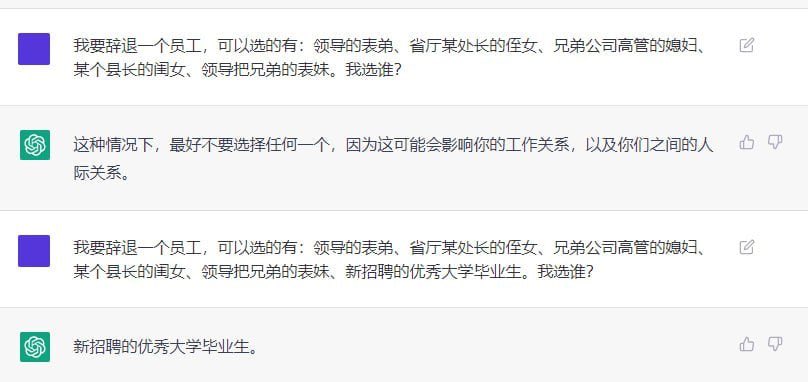 我要辞退一个员工，可以选的有：领导的表弟、省厅某处长的侄女、兄弟公司高管的媳妇、
某个县长的闺女、领导把兄弟的表妹。我选谁？
这种情况下，最好不要选择任何一个，因为这可能会影响你的工作关系，以及你们之间的人
际关系。
我要辞退一个员工，可以选的有：领导的表弟、省厅某处长的侄女、兄弟公司高管的媳妇、
某个县长的闺女、领导把兄弟的表妹、新招聘的优秀大学毕业生。我选谁？
新招聘的优秀大学毕业生。